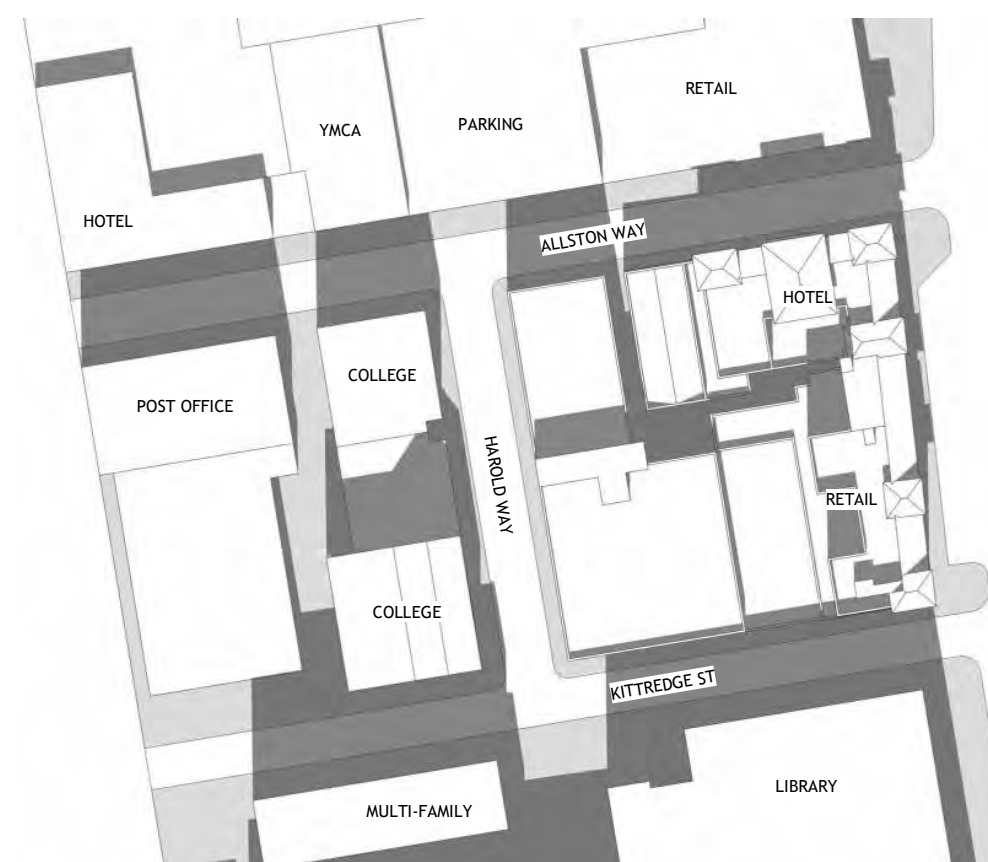 RETAIL
YMCA
PARKING
HOTEL
ALLSTON WAY
HOTEL
COLLEGE
POST OFFICE
HAROLD WAY
RETAIL
COLLEGE
KITTREDGE ST
LIBRARY
MULTI-FAMILY